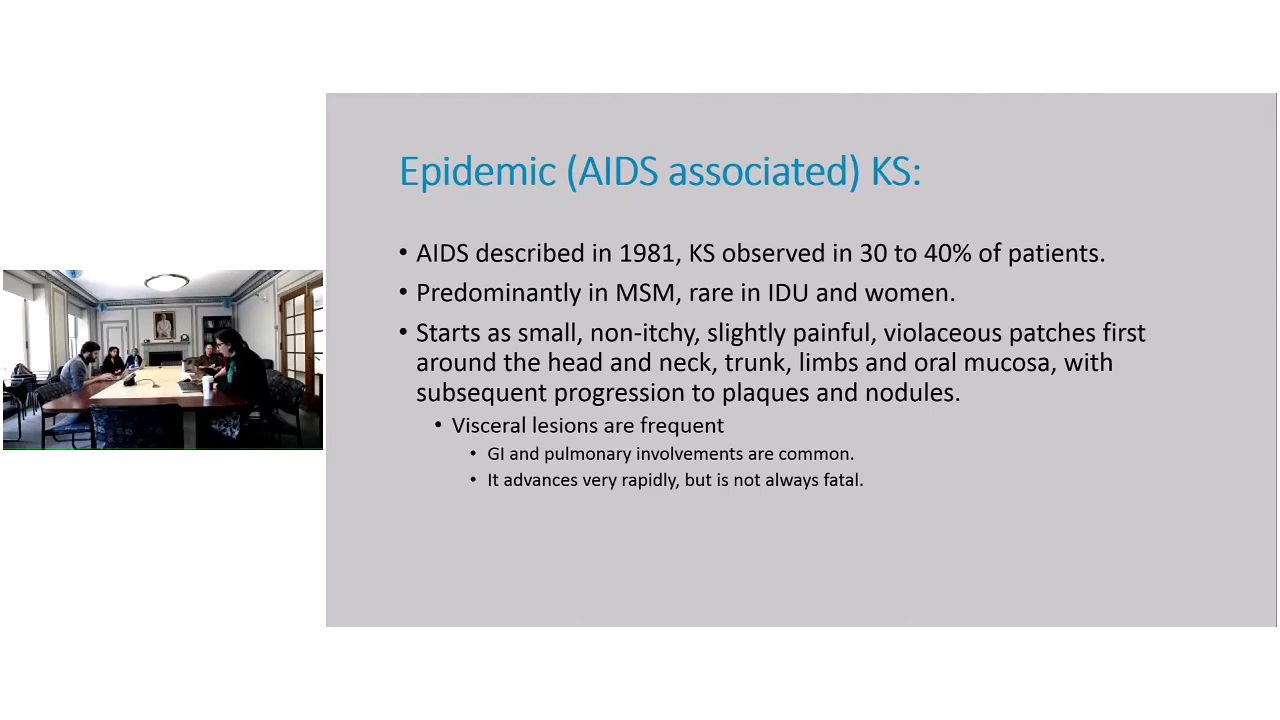 Epidemic (AIDS associated) KS:
• AIDS described in 1981, KS observed in 30 to 40% of patients.
• Predominantly in MSM, rare in IDU and women.
• Starts as small, non-itchy, slightly painful, violaceous patches first
around the head and neck, trunk, limbs and oral mucosa, with
subsequent progression to plaques and nodules.
• Visceral lesions are frequent
• GI and pulmonary involvements are common.
• It advances very rapidly, but is not always fatal.